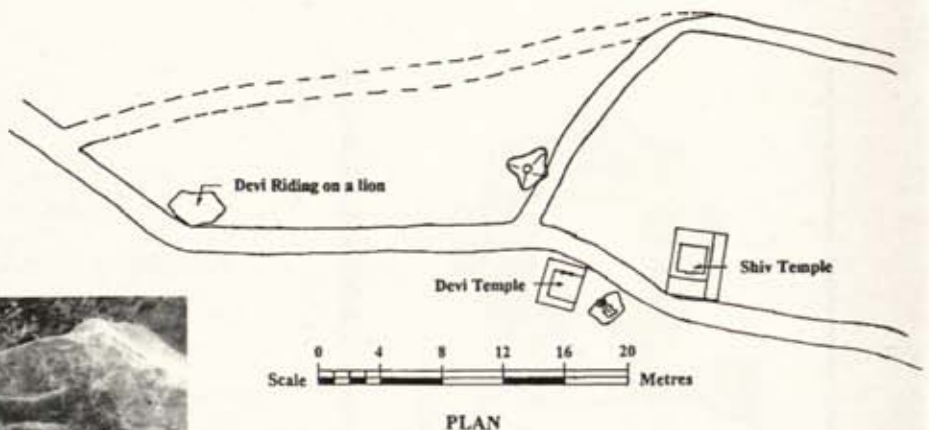 Devi Riding on a lion
Shiv Temple
Devi Temple
0 4 8 12 16 20
Scale Metres
PLAN